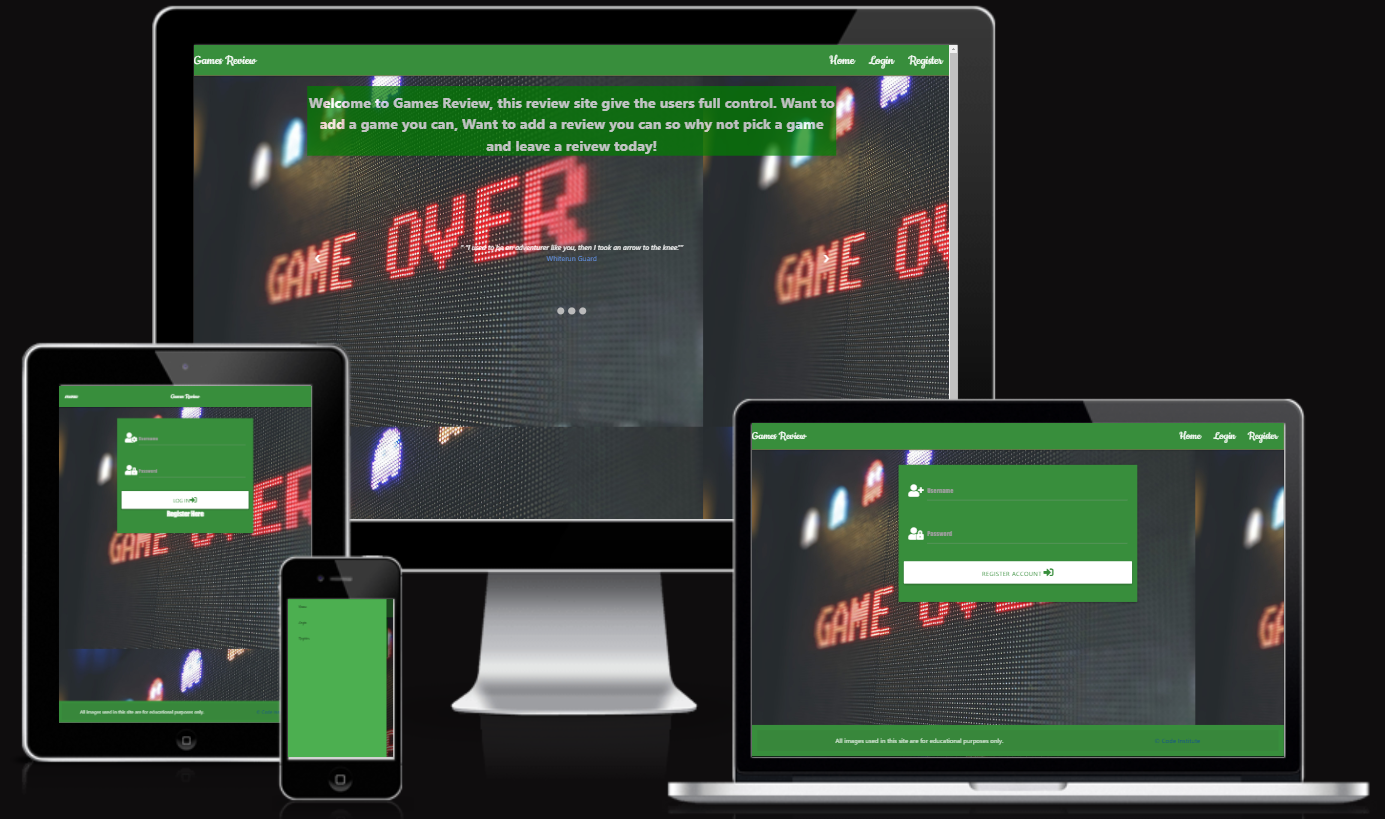 Games Review
Home Login Register
Welcome to Games Review, this review site give the users full control. Want to
add a game you can, Want to add a review you can so why not pick a game
and leave a reivew today!
GAME OVER
GAME OV
" "I used to be an adventurer like you, then I took an arrow to the knee.""
Whiterun Guard
Games Review
Username
Password
LOG IN
Register Here
GAME OVER
All images used in this site are for educational purposes only.
Home
Login
Register
Games Review
Home Login Register
Username
Password
REGISTER ACCOUNT
GAME
GA
All images used in this site are for educational purposes only.